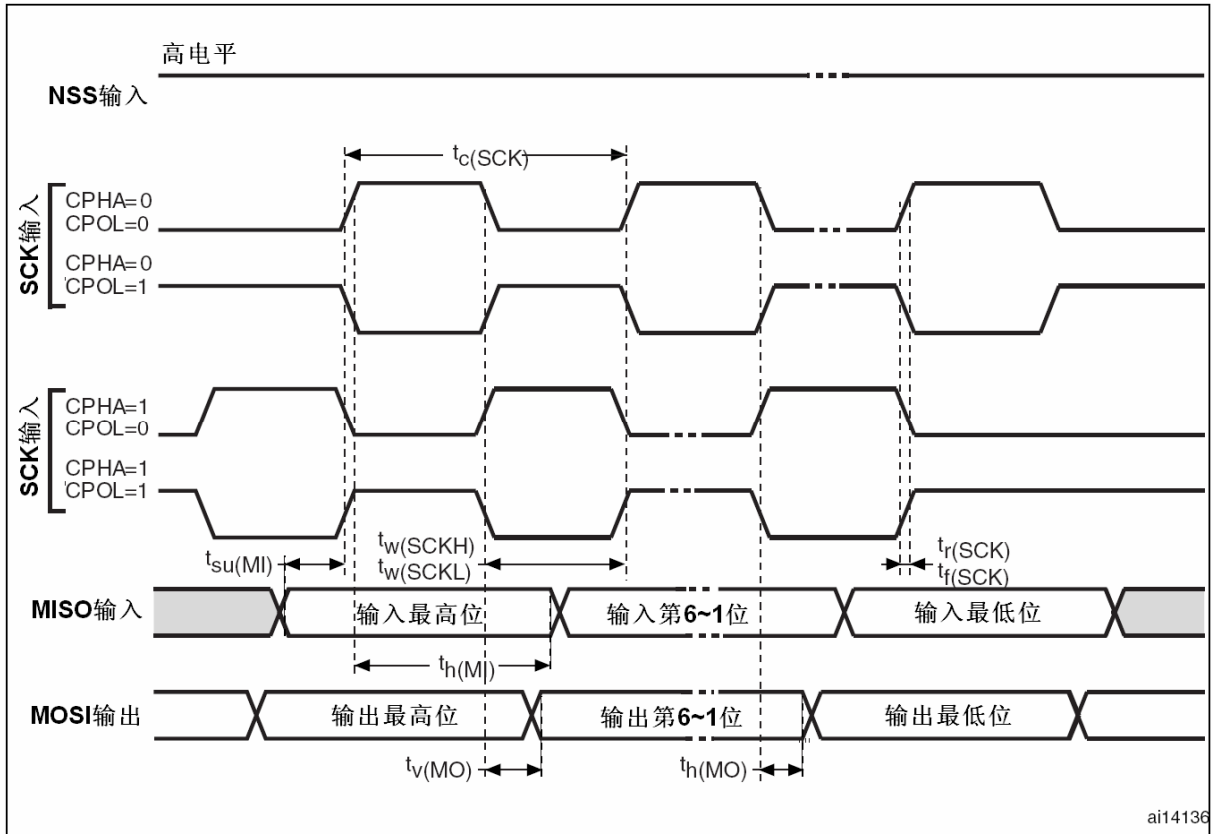 高电平
NSS输入
tc(SCK)
SCK输入
CPHA=0
CPOL=0
CPHA=0
CPOL=1
SCK输入
CPHA=1
CPOL=0
CPHA=1
CPOL=1
tsu(MI)
tw(SCKH)
tw(SCKL)
tr(SCK)
tf(SCK)
MISO输入
输入最高位
输入第6~1位
输入最低位
th(MI)
MOSI输出
输出最高位
输出第6~1位
输出最低位
tv(MO)
th(MO)
ai14136